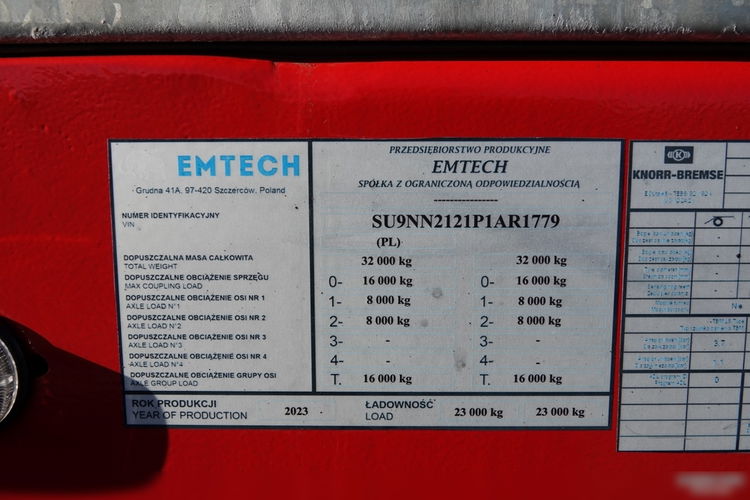 EMTECH
Grudna 41A. 97-420 Szczerców. Poland
NUMER IDENTYFIKACYJNY
VIN
DOPUSZCZALNA MASA CAŁKOWITA
TOTAL WEIGHT
DOPUSZCZALNE OBCIĄŻENIE SPRZĘGU
MAX COUPLING LOAD
DOPUSZCZALNE OBCIĄŻENIE OSI NR 1
AXLE LOAD N°1
DOPUSZCZALNE OBCIĄŻENIE OSI NR 2
AXLE LOAD N°2
DOPUSZCZALNE OBCIĄŻENIE OSI NR 3
AXLE LOAD N°3
DOPUSZCZALNE OBCIĄŻENIE OSI NR 4
AXLE LOAD N°4
DOPUSZCZALNE OBCIĄŻENIE GRUPY OSI
AXLE GROUP LOAD
PRZEDSIĘBIORSTWO PRODUKCYJNE
EMTECH
SPÓŁKA Z OGRANICZONĄ ODPOWIEDZIALNOŚCIĄ
----------------
SU9NN2121P1AR1779
(PL)
32 000 kg 32 000 kg
0- 16 000 kg 0- 16 000 kg
1- 8 000 kg 1- 8 000 kg
2- 8 000 kg 2- 8 000 kg
3- - 3- -
4- - 4- -
T. 16 000 kg T. 16 000 kg
ROK PRODUKCJI
YEAR OF PRODUCTION 2023
ŁADOWNOŚĆ
LOAD 23 000 kg 23 000 kg
KNORR-BREMSE